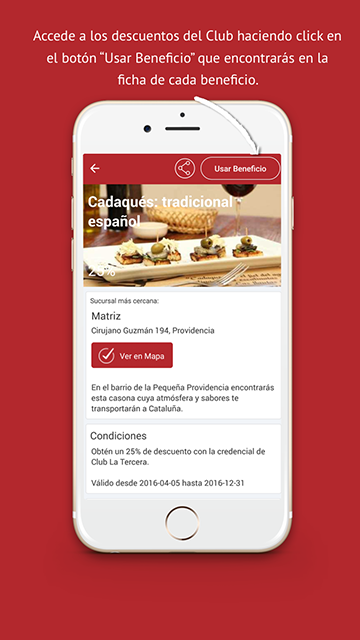 Accede a los descuentos del Club haciendo click en
el botón “Usar Beneficio” que encontrarás en la
ficha de cada beneficio.
Usar Beneficio
Cadaqués: tradicional
español
25%
Sucursal más cercana:
Matriz
Cirujano Guzmán 194, Providencia
Ver en Mapa
En el barrio de la Pequeña Providencia encontrarás
esta casona cuya atmósfera y sabores te
transportarán a Cataluña.
Condiciones
Obtén un 25% de descuento con la credencial de
Club La Tercera.
Válido desde 2016-04-05 hasta 2016-12-31